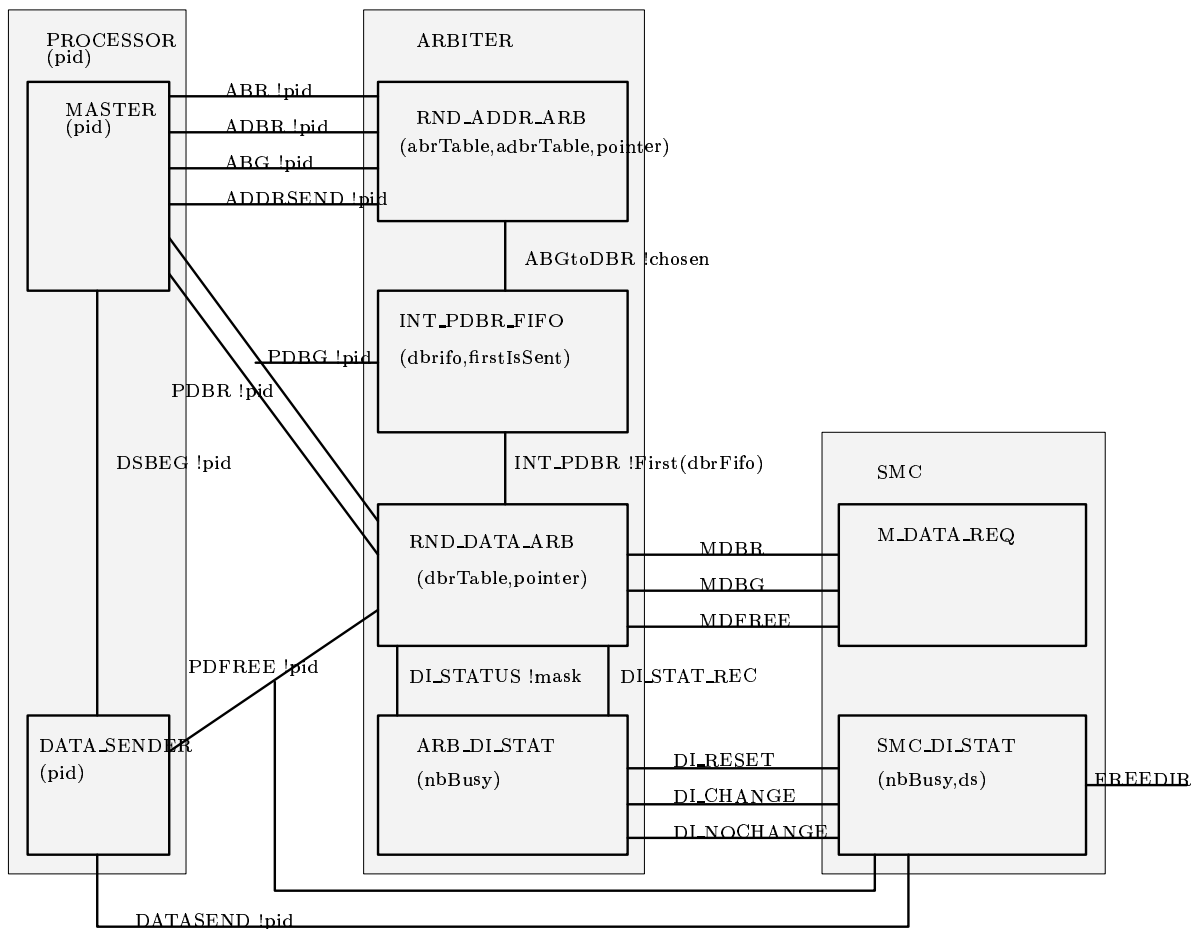 PROCESSOR
(pid)
ARBITER
MASTER
(pid)
ABR !pid
ADBR !pid
ABG !pid
ADDRSEND !pid
RND_ADDR_ARB
(abrTable,adbrTable,pointer)
ABGtoDBR !chosen
INT_PDBR_FIFO
(dbrifo,firstIsSent)
PDBG !pid
PDBR !pid
DSBEG !pid
INT_PDBR !First(dbrFifo)
SMC
RND_DATA_ARB
(dbrTable,pointer)
MDBR
MDBG
MDFREE
M_DATA_REQ
PDFREE !pid
DI_STATUS !mask
DI_STAT_REC
DATA_SENDER
(pid)
ARB_DI_STAT
(nbBusy)
DI_RESET
DI_CHANGE
DI_NOCHANGE
SMC_DI_STAT
(nbBusy,ds)
FREEDIR
DATASEND !pid